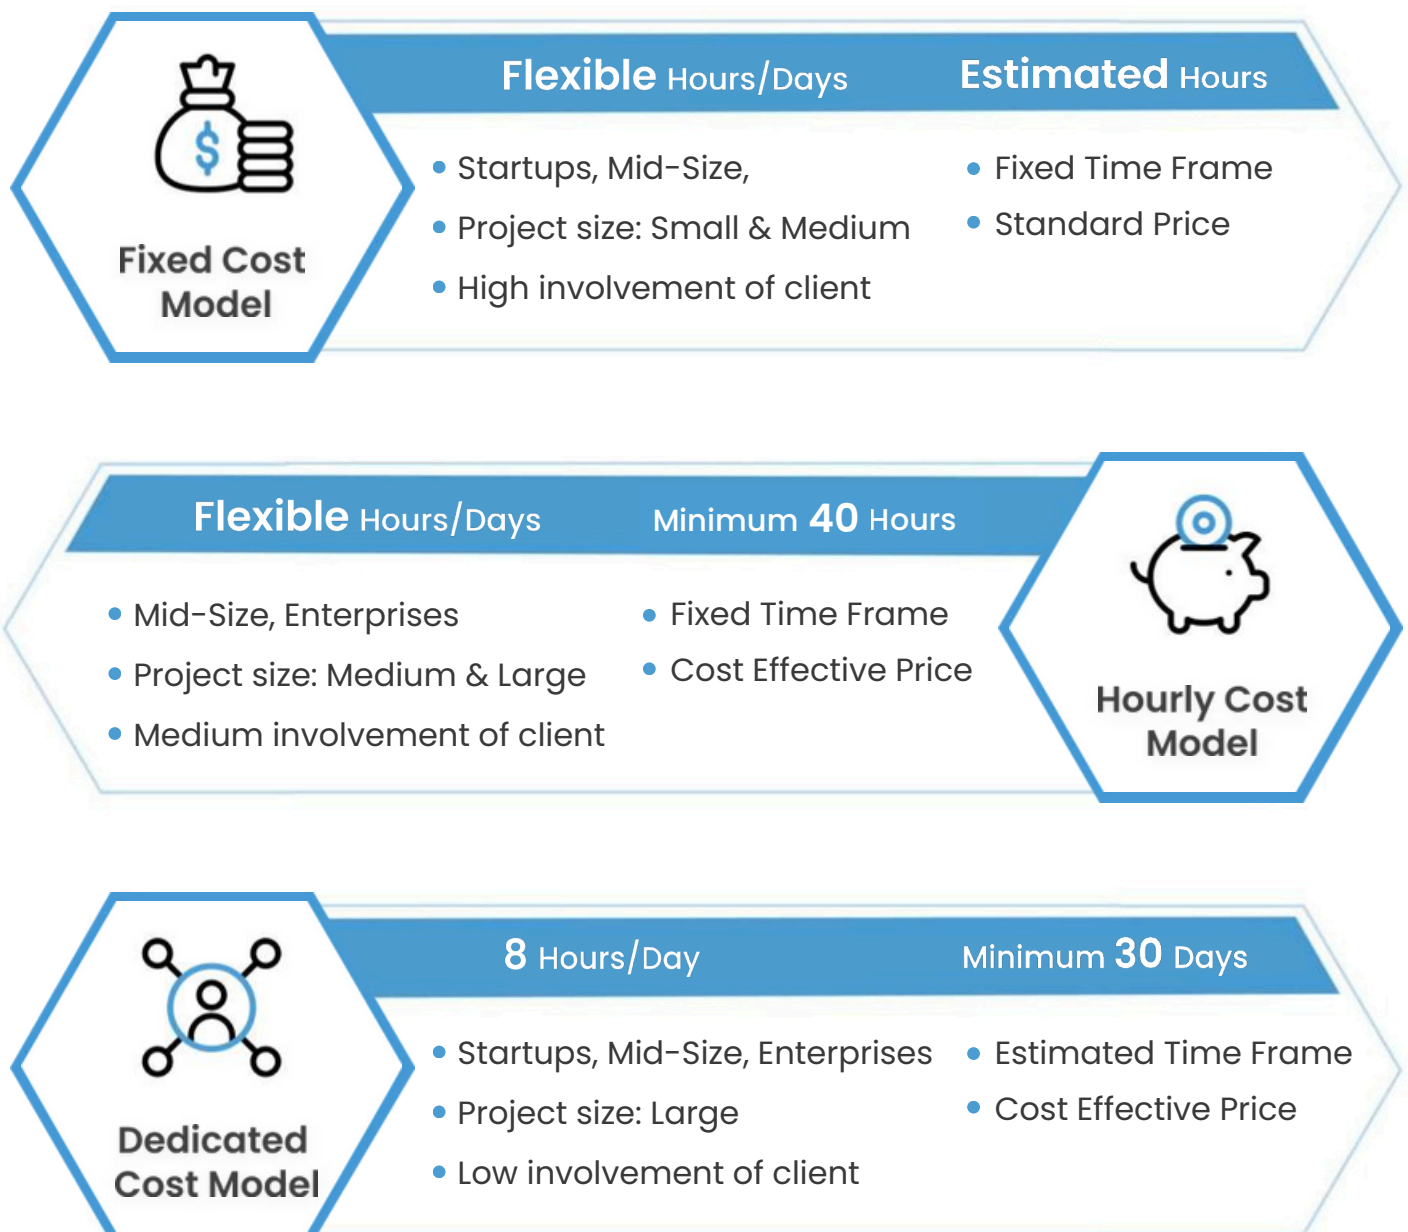 Flexible Hours/Days
Estimated Hours
$
Fixed Cost
Model
Startups, Mid-Size,
Project size: Small & Medium
High involvement of client
Fixed Time Frame
Standard Price
Flexible Hours/Days
Minimum 40 Hours
Mid-Size, Enterprises
Project size: Medium & Large
Medium involvement of client
Fixed Time Frame
Cost Effective Price
Hourly Cost
Model
8 Hours/Day
Minimum 30 Days
Dedicated
Cost Model
Startups, Mid-Size, Enterprises
Project size: Large
Low involvement of client
Estimated Time Frame
Cost Effective Price